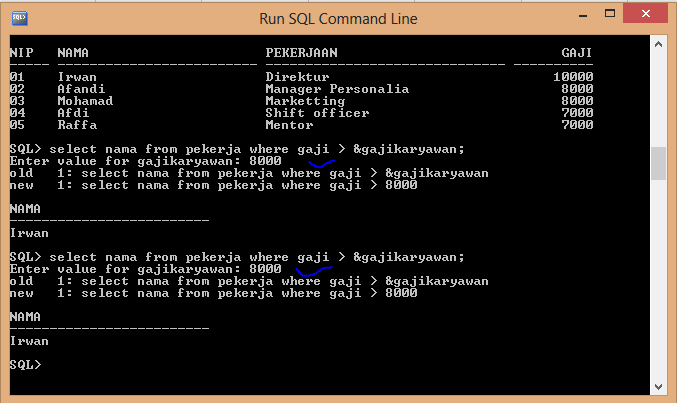 Run SQL Command Line
SQL>
NIP NAMA PEKERJAAN GAJI
----- ------------------------- ------------------------------ ----------
01 Irwan Direktur 10000
02 Afandi Manager Personalia 8000
03 Mohamad Marketting 8000
04 Afdi Shift officer 7000
05 Raffa Mentor 7000
SQL> select nama from pekerja where gaji > &gajikaryawan;
Enter value for gajikaryawan: 8000
old 1: select nama from pekerja where gaji > &gajikaryawan
new 1: select nama from pekerja where gaji > 8000
NAMA
-------------------------
Irwan
SQL> select nama from pekerja where gaji > &gajikaryawan;
Enter value for gajikaryawan: 8000
old 1: select nama from pekerja where gaji > &gajikaryawan
new 1: select nama from pekerja where gaji > 8000
NAMA
-------------------------
Irwan
SQL>